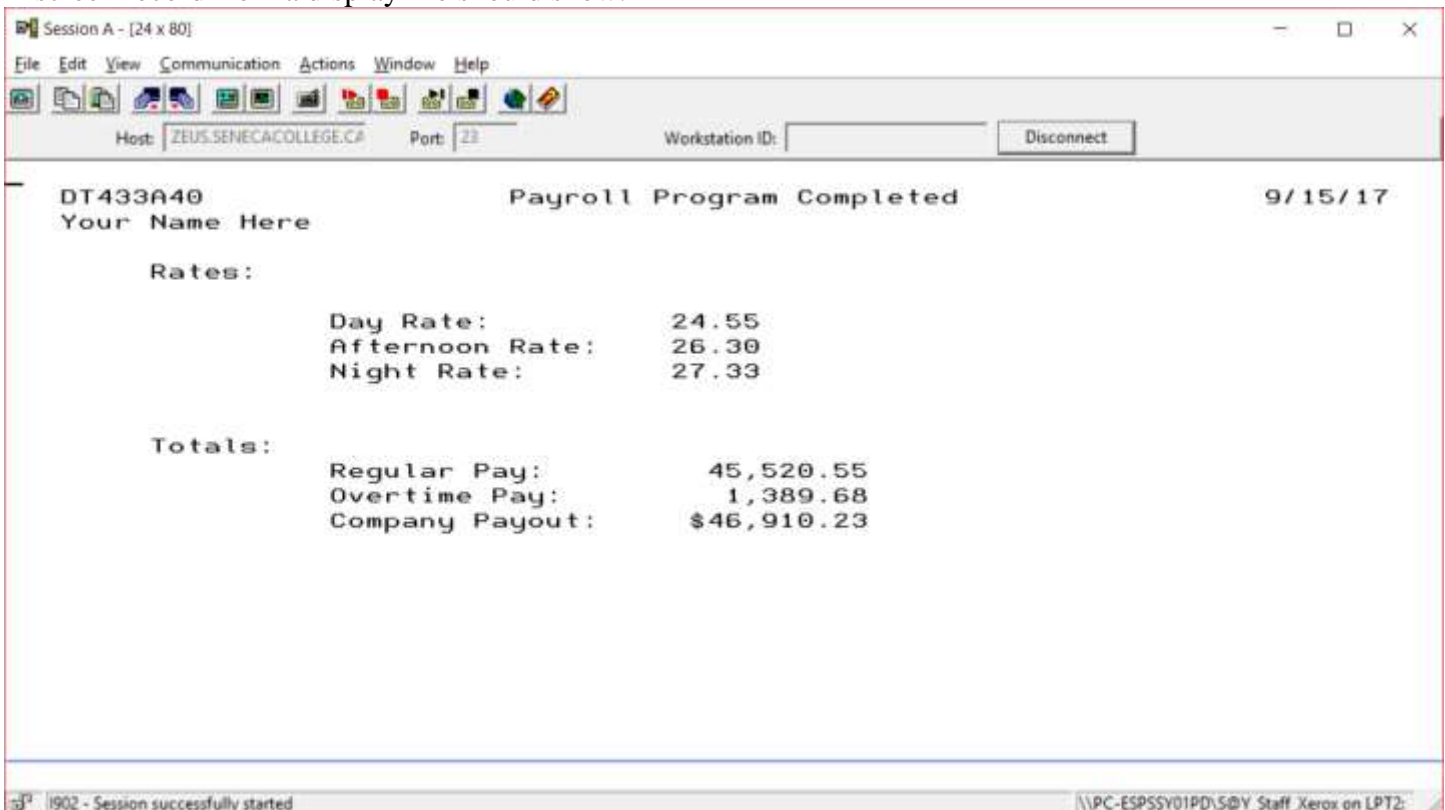 Session A - [24 x 80]
File Edit View Communication Actions Window Help
Host: ZEUS.SENECACOLLEGE.CA Port: 23 Workstation ID: Disconnect
DT433A40 Payroll Program Completed 9/15/17
Your Name Here
Rates:
Day Rate: 24.55
Afternoon Rate: 26.30
Night Rate: 27.33
Totals:
Regular Pay: 45,520.55
Overtime Pay: 1,389.68
Company Payout: $46,910.23
I902 - Session successfully started \\PC-ESPSSY01PD\S@Y_Staff_Xerox on LPT2: